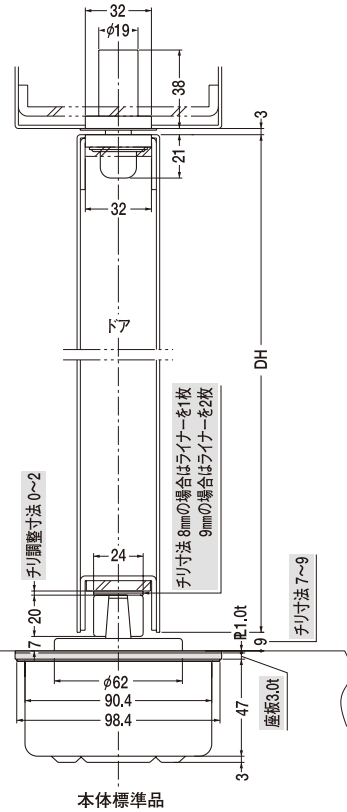 32
φ19
38
3
21
32
ドア
DH
チリ寸法 8mmの場合はライナーを1枚
9mmの場合はライナーを2枚
チリ調整寸法 0~2
24
20
7
チリ寸法 7~9
PL1.0t
9
φ62
90.4
98.4
座板3.0t
47
3
本体標準品